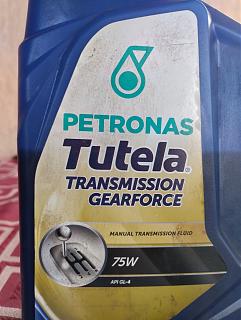 PETRONAS
Tutela®
TRANSMISSION
GEARFORCE
MANUAL TRANSMISSION FLUID
75W
API GL-4